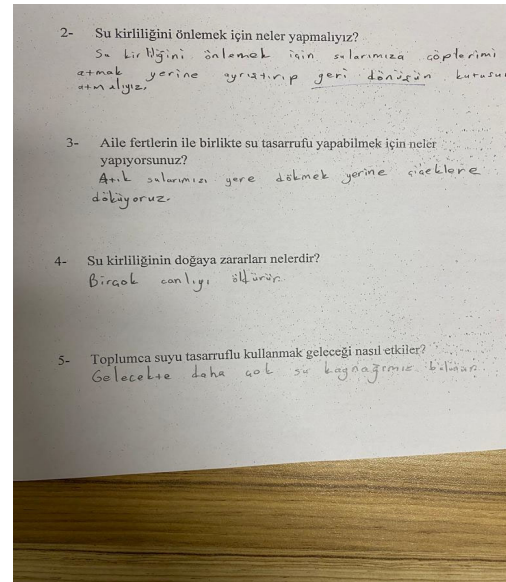 2- Su kirliliğini önlemek için neler yapmalıyız?
Su kirliliğini önlemek için sularımıza çöplerimi
atmak yerine ayrıştırıp geri dönüşün kutusu
atmalıyız.
3- Aile fertlerin ile birlikte su tasarrufu yapabilmek için neler
yapıyorsunuz?
Atık sularımızı yere dökmek yerine çiçeklere
döküyoruz.
4- Su kirliliğinin doğaya zararları nelerdir?
Birçok canlıyı öldürür.
5- Toplumca suyu tasarruflu kullanmak geleceği nasıl etkiler?
Gelecekte daha çok su kaynağımız bulunur.